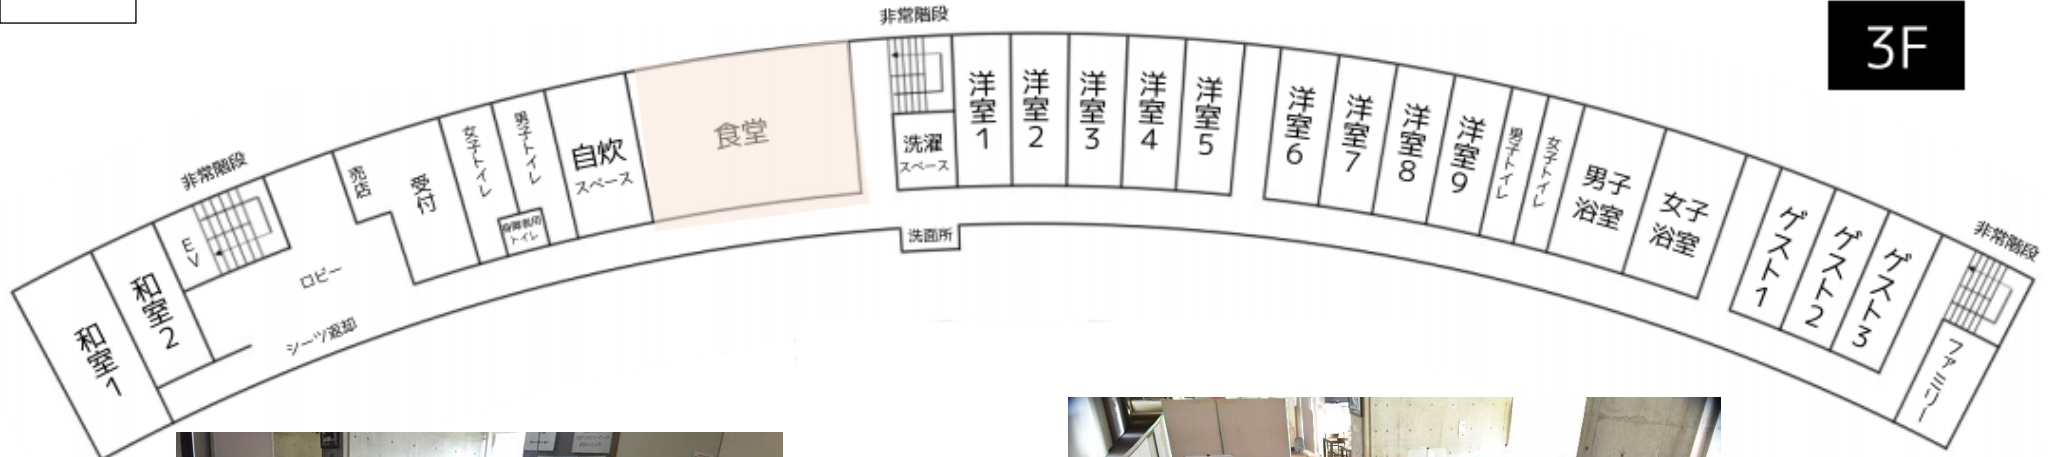 3F
非常階段
非常階段
非常階段
和室1
和室2
EV
ロビー
シーツ返却
売店
受付
女子トイレ
男子トイレ
身障者用
トイレ
自炊
スペース
食堂
洗濯
スペース
洗面所
洋室1
洋室2
洋室3
洋室4
洋室5
洋室6
洋室7
洋室8
洋室9
男子トイレ
女子トイレ
男子
浴室
女子
浴室
ゲスト1
ゲスト2
ゲスト3
ファミリー